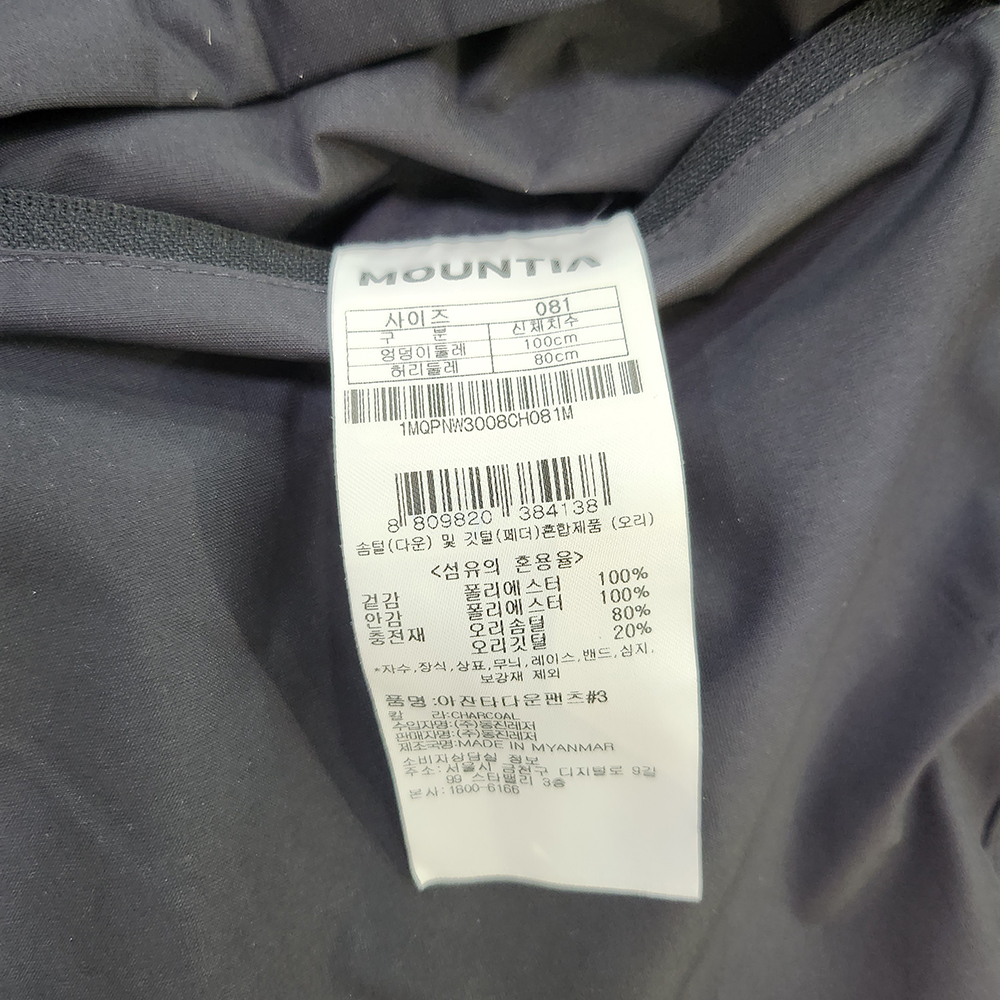 MOUNTIA
사이즈 081
구 분 신체치수
엉덩이둘레 100cm
허리둘레 80cm
1MQPNW3008CH081M
8 809820 384138
솜털(다운) 및 깃털(페더)혼합제품 (오리)
<섬유의 혼용율>
겉감 폴리에스터 100%
안감 폴리에스터 100%
충전재 오리솜털 80%
오리깃털 20%
*자수,장식,상표,무늬,레이스,밴드,심지,
보강재 제외
품명:아진타다운팬츠#3
칼 라:CHARCOAL
수입자명:(주)동진레저
판매자명:(주)동진레저
제조국명:MADE IN MYANMAR
소비자상담실 정보
주소:서울시 금천구 디지털로 9길
99 스타밸리 3층
본사:1800-6166